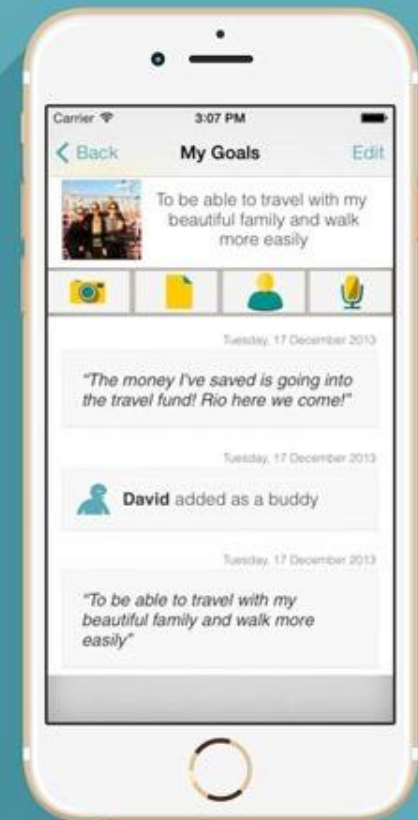 Carrier 3:07 PM
Back My Goals Edit
To be able to travel with my
beautiful family and walk
more easily
Tuesday, 17 December 2013
"The money I've saved is going into
the travel fund! Rio here we come!"
Tuesday, 17 December 2013
David added as a buddy
Tuesday, 17 December 2013
"To be able to travel with my
beautiful family and walk more
easily"